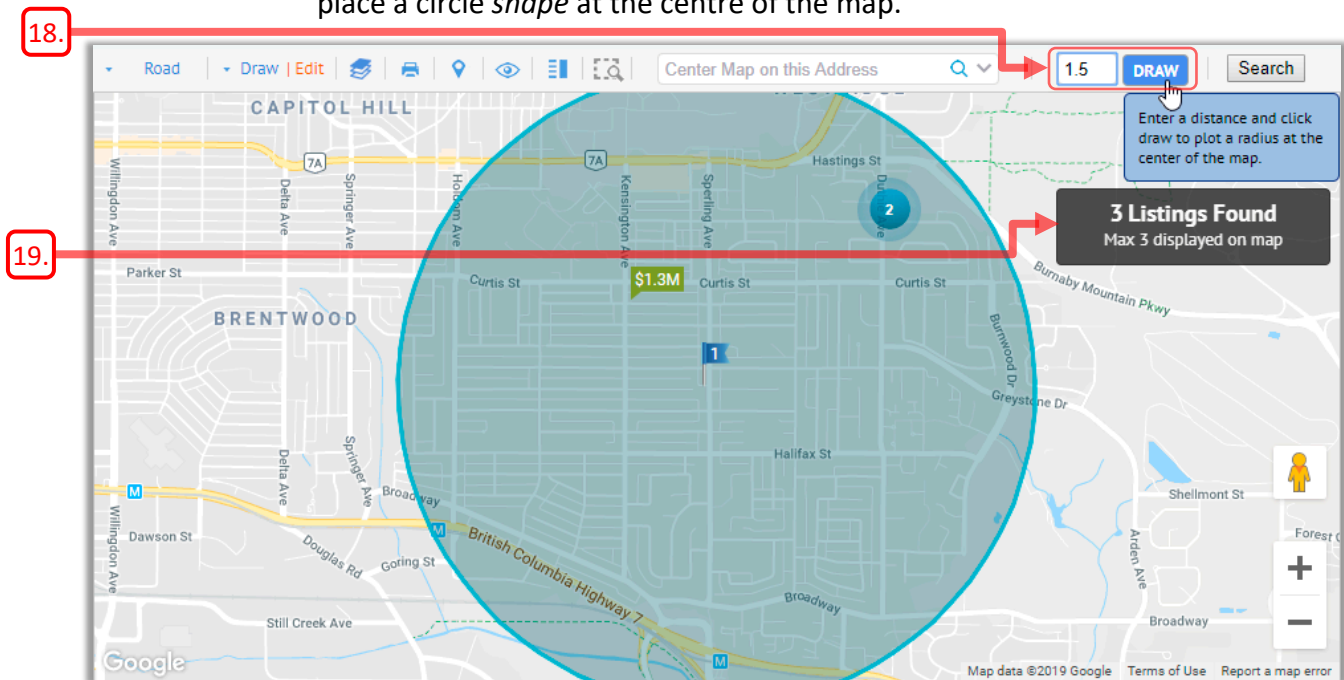 place a circle shape at the centre of the map.
18.
Road Draw | Edit Center Map on this Address 1.5 DRAW Search
Enter a distance and click
draw to plot a radius at the
center of the map.
CAPITOL HILL
7A
7A
Hastings St
Willingdon Ave
Delta Ave
Springer Ave
Holdom Ave
Kensington Ave
Sperling Ave
2
3 Listings Found
Max 3 displayed on map
19.
Parker St
Curtis St
$1.3M
Curtis St
Curtis St
Burnaby Mountain Pkwy
BRENTWOOD
1
Burnwood Dr
Greystone Dr
Delta Ave
Springer Ave
Halifax St
M
Broadway
Shellmont St
Willingdon Ave
Dawson St
Douglas Rd
Goring St
M
British Columbia Highway 7
Arden Ave
Forest
Broadway
Still Creek Ave
Broadway
M
Google
Map data ©2019 Google Terms of Use Report a map error